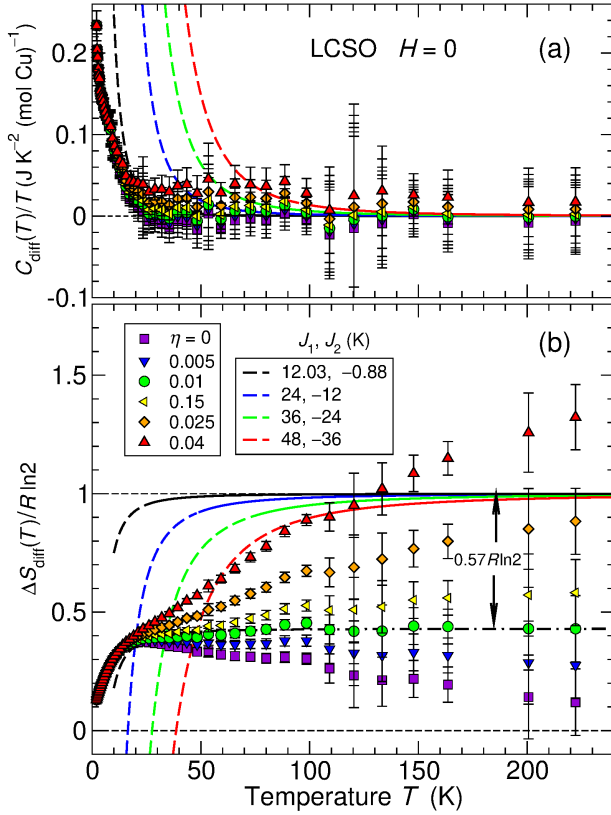 LCSO H = 0 (a)
C_diff(T)/T (J K⁻² (mol Cu)⁻¹)
0.2
0.1
0
-0.1
(b)
η = 0
0.005
0.01
0.15
0.025
0.04
J₁, J₂ (K)
12.03, −0.88
24, −12
36, −24
48, −36
ΔS_diff(T)/R ln2
1.5
1
0.5
0
0.57R ln2
0 50 100 150 200
Temperature T (K)